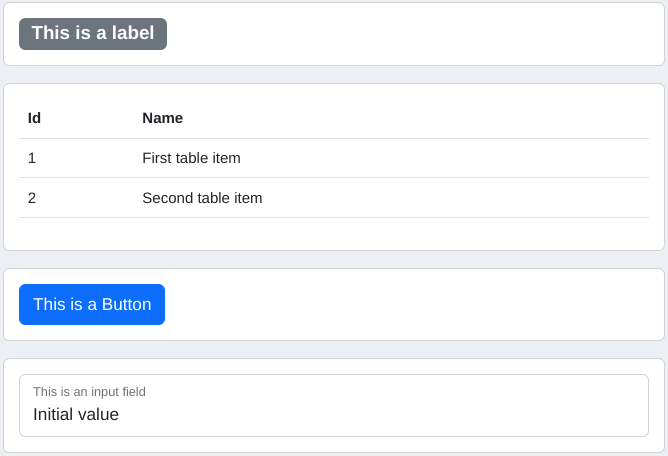 This is a label
Id Name
1 First table item
2 Second table item
This is a Button
This is an input field
Initial value